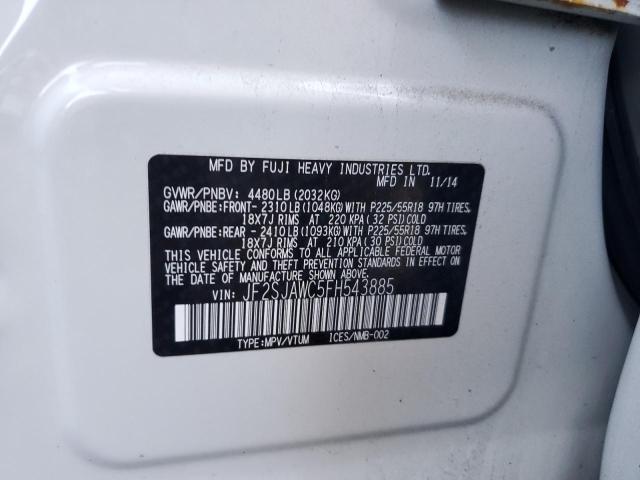 MFD BY FUJI HEAVY INDUSTRIES LTD.
MFD IN 11/14
GVWR/PNBV: 4480LB(2032KG)
GAWR/PNBE:FRONT- 2310LB(1048KG)WITH P225/55R18 97H TIRES,
18X7J RIMS AT 220 KPA(32 PSI)COLD
GAWR/PNBE:REAR - 2410LB(1093KG)WITH P225/55R18 97H TIRES,
18X7J RIMS AT 210 KPA(30 PSI)COLD
THIS VEHICLE CONFORMS TO ALL APPLICABLE FEDERAL MOTOR
VEHICLE SAFETY AND BUMPER STANDARDS IN EFFECT ON
THE DATE OF MANUFACTURE SHOWN ABOVE.
VIN: JF2SJAWC5FH543885
TYPE:MPV/VTUM ICES/NMB-002